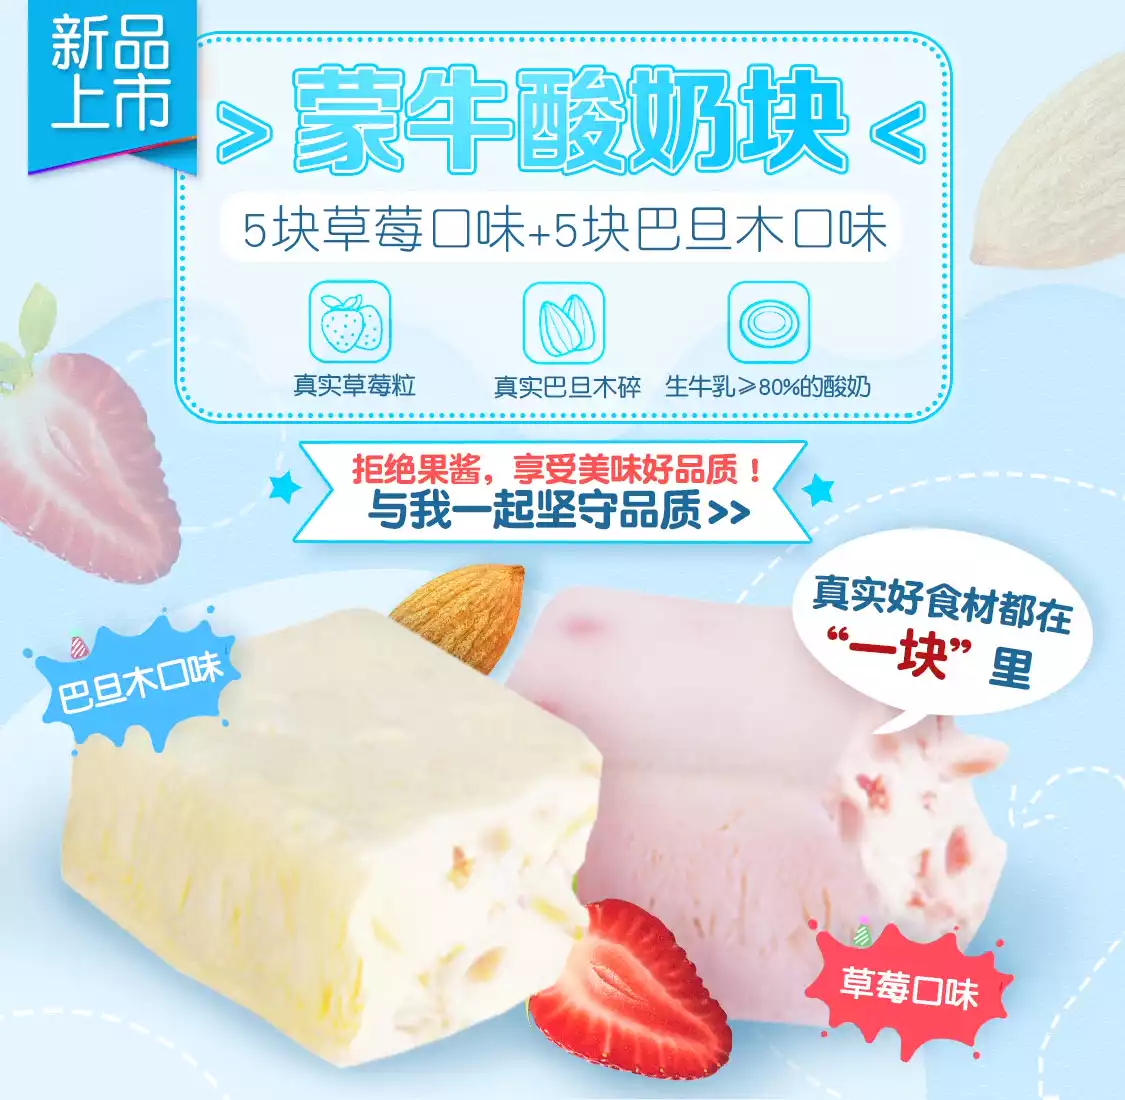 新品
上市
> 蒙牛酸奶块 <
5块草莓口味+5块巴旦木口味
真实草莓粒
真实巴旦木碎
生牛乳≥80%的酸奶
拒绝果酱，享受美味好品质！
与我一起坚守品质>>
真实好食材都在
“一块”里
巴旦木口味
草莓口味